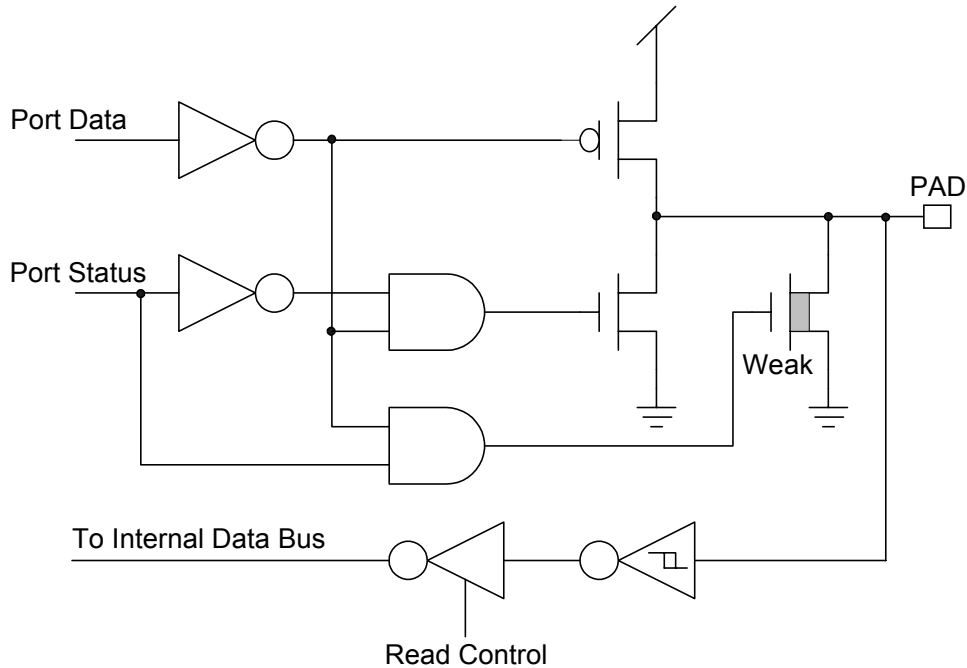 Port Data
PAD
Port Status
Weak
To Internal Data Bus
Read Control